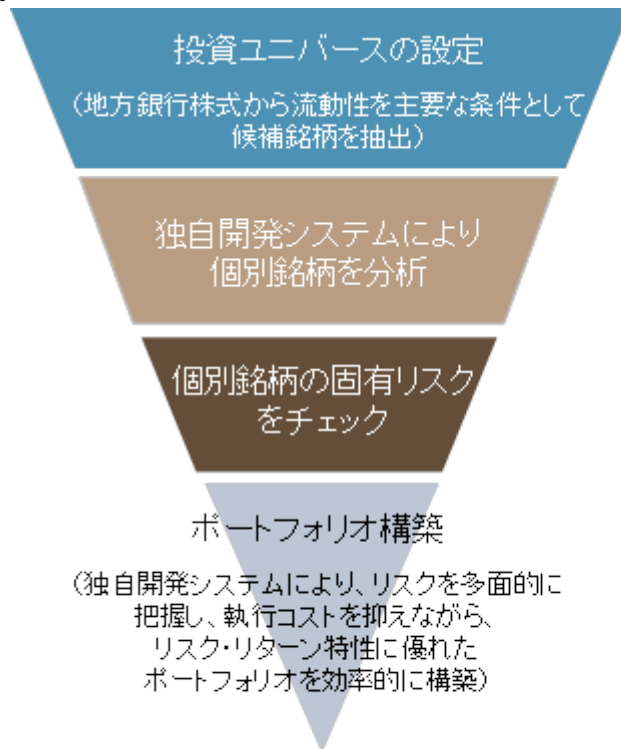 投資ユニバースの設定
（地方銀行株式から流動性を主要な条件として
候補銘柄を抽出）
独自開発システムにより
個別銘柄を分析
個別銘柄の固有リスク
をチェック
ポートフォリオ構築
（独自開発システムにより、リスクを多面的に
把握し、執行コストを抑えながら、
リスク・リターン特性に優れた
ポートフォリオを効率的に構築）